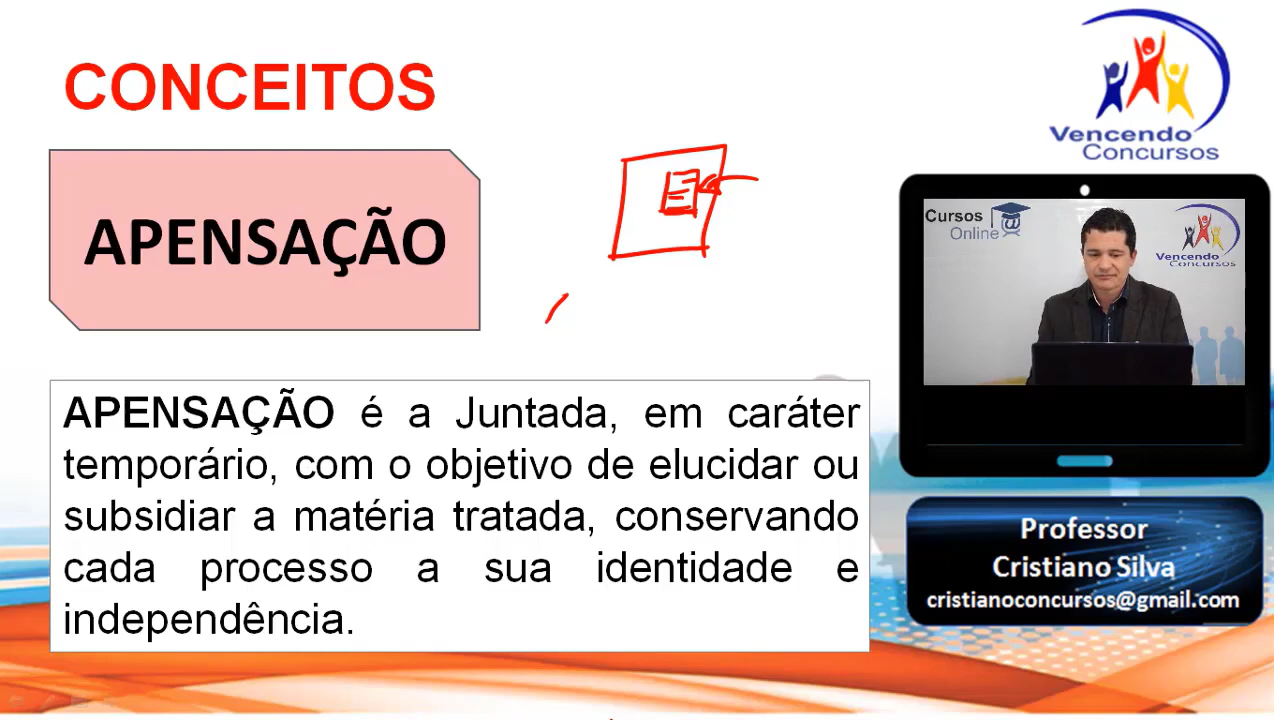 CONCEITOS
Vencendo
Concursos
APENSAÇÃO
Cursos
Online
Vencendo
Concursos
APENSAÇÃO é a Juntada, em caráter
temporário, com o objetivo de elucidar ou
subsidiar a matéria tratada, conservando
cada processo a sua identidade e
independência.
Professor
Cristiano Silva
cristianoconcursos@gmail.com